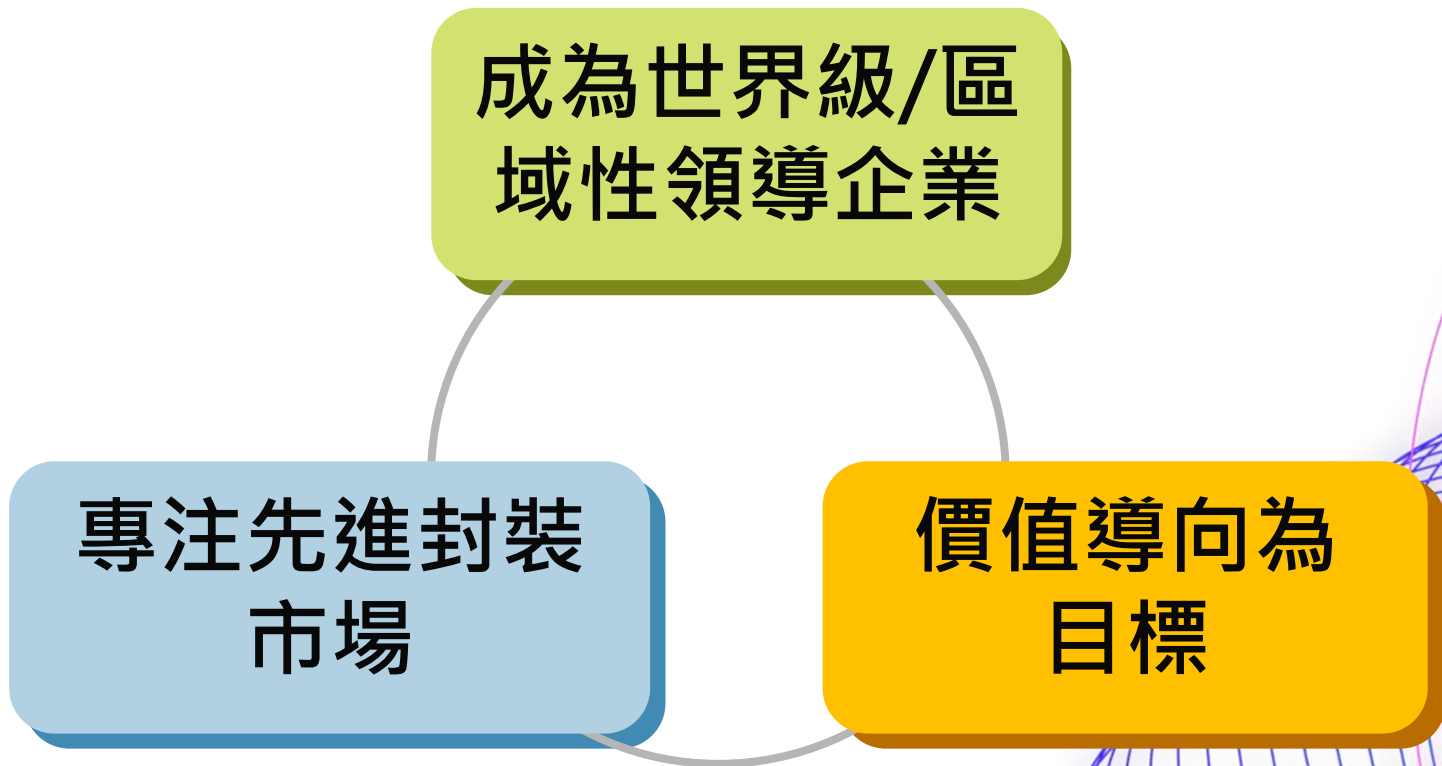 成為世界級/區
域性領導企業
專注先進封裝
市場
價值導向為
目標